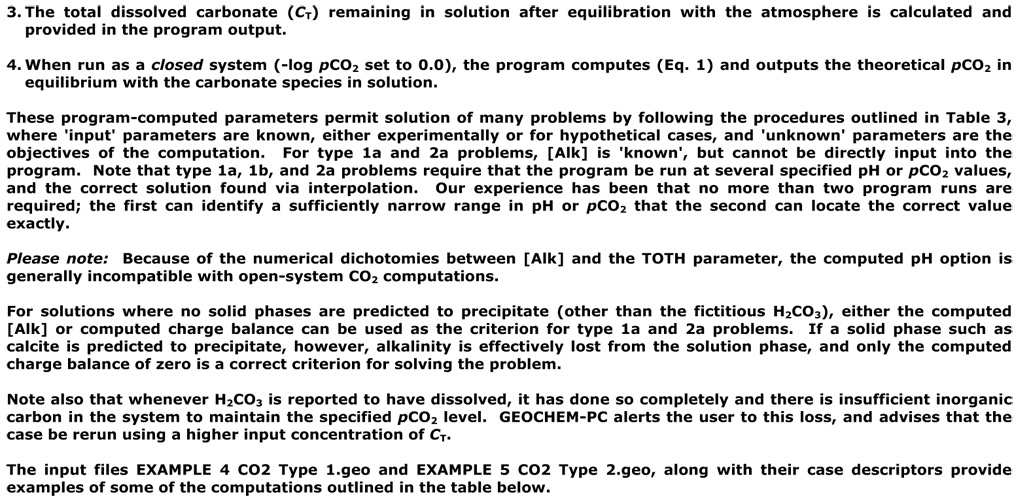 3. The total dissolved carbonate (CT) remaining in solution after equilibration with the atmosphere is calculated and
provided in the program output.
4. When run as a closed system (-log pCO2 set to 0.0), the program computes (Eq. 1) and outputs the theoretical pCO2 in
equilibrium with the carbonate species in solution.
These program-computed parameters permit solution of many problems by following the procedures outlined in Table 3,
where 'input' parameters are known, either experimentally or for hypothetical cases, and 'unknown' parameters are the
objectives of the computation. For type 1a and 2a problems, [Alk] is 'known', but cannot be directly input into the
program. Note that type 1a, 1b, and 2a problems require that the program be run at several specified pH or pCO2 values,
and the correct solution found via interpolation. Our experience has been that no more than two program runs are
required; the first can identify a sufficiently narrow range in pH or pCO2 that the second can locate the correct value
exactly.
Please note: Because of the numerical dichotomies between [Alk] and the TOTH parameter, the computed pH option is
generally incompatible with open-system CO2 computations.
For solutions where no solid phases are predicted to precipitate (other than the fictitious H2CO3), either the computed
[Alk] or computed charge balance can be used as the criterion for type 1a and 2a problems. If a solid phase such as
calcite is predicted to precipitate, however, alkalinity is effectively lost from the solution phase, and only the computed
charge balance of zero is a correct criterion for solving the problem.
Note also that whenever H2CO3 is reported to have dissolved, it has done so completely and there is insufficient inorganic
carbon in the system to maintain the specified pCO2 level. GEOCHEM-PC alerts the user to this loss, and advises that the
case be rerun using a higher input concentration of CT.
The input files EXAMPLE 4 CO2 Type 1.geo and EXAMPLE 5 CO2 Type 2.geo, along with their case descriptors provide
examples of some of the computations outlined in the table below.